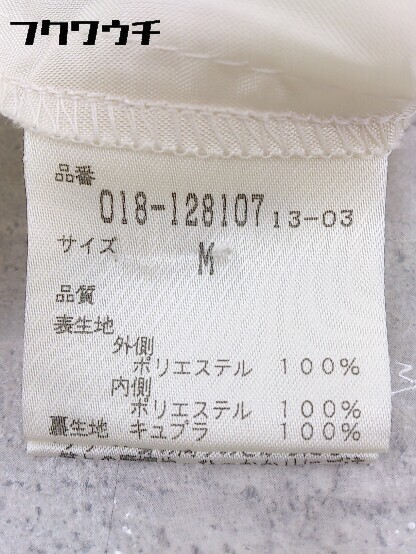 フクワウチ
品番
018-128107 13-03
サイズ
M
品質
表生地
外側
ポリエステル 100%
内側
ポリエステル 100%
裏生地 キュプラ 100%